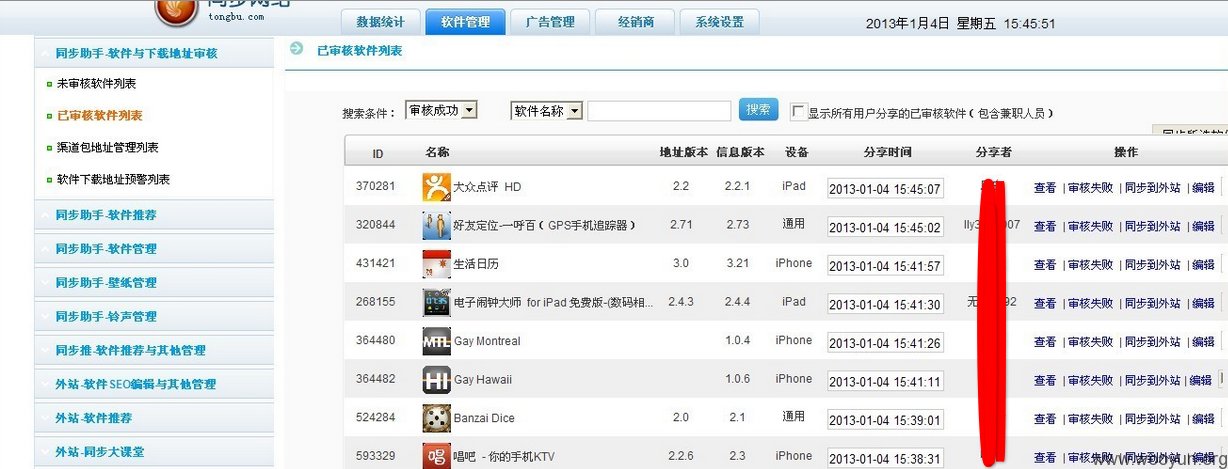 tongbu.com
数据统计 软件管理 广告管理 经销商 系统设置
2013年1月4日 星期五 15:45:51
同步助手-软件与下载地址审核
未审核软件列表
已审核软件列表
渠道包地址管理列表
软件下载地址预警列表
同步助手-软件推荐
同步助手-软件管理
同步助手-壁纸管理
同步助手-铃声管理
同步推-软件推荐与其他管理
外站-软件SEO编辑与其他管理
外站-软件推荐
外站-同步大课堂
已审核软件列表
搜索条件： 审核成功 软件名称 搜索 显示所有用户分享的已审核软件（包含兼职人员）
ID 名称 地址版本 信息版本 设备 分享时间 分享者 操作
370281 大众点评 HD 2.2 2.2.1 iPad 2013-01-04 15:45:07 查看 | 审核失败 | 同步到外站 | 编辑
320844 好友定位-一呼百（GPS手机追踪器） 2.71 2.73 通用 2013-01-04 15:45:02 lly3 007 查看 | 审核失败 | 同步到外站 | 编辑
431421 生活日历 3.0 3.21 iPhone 2013-01-04 15:41:57 查看 | 审核失败 | 同步到外站 | 编辑
268155 电子闹钟大师 for iPad 免费版-(数码相... 2.4.3 2.4.4 iPad 2013-01-04 15:41:30 无 92 查看 | 审核失败 | 同步到外站 | 编辑
364480 MTL Gay Montreal 1.0.4 iPhone 2013-01-04 15:41:26 查看 | 审核失败 | 同步到外站 | 编辑
364482 HI Gay Hawaii 1.0.6 iPhone 2013-01-04 15:41:11 查看 | 审核失败 | 同步到外站 | 编辑
524284 Banzai Dice 2.0 2.1 通用 2013-01-04 15:39:01 查看 | 审核失败 | 同步到外站 | 编辑
593329 唱 唱吧 - 你的手机KTV 2.2.6 2.3 iPhone 2013-01-04 15:38:31 查看 | 审核失败 | 同步到外站 | 编辑
www.wooyun.org